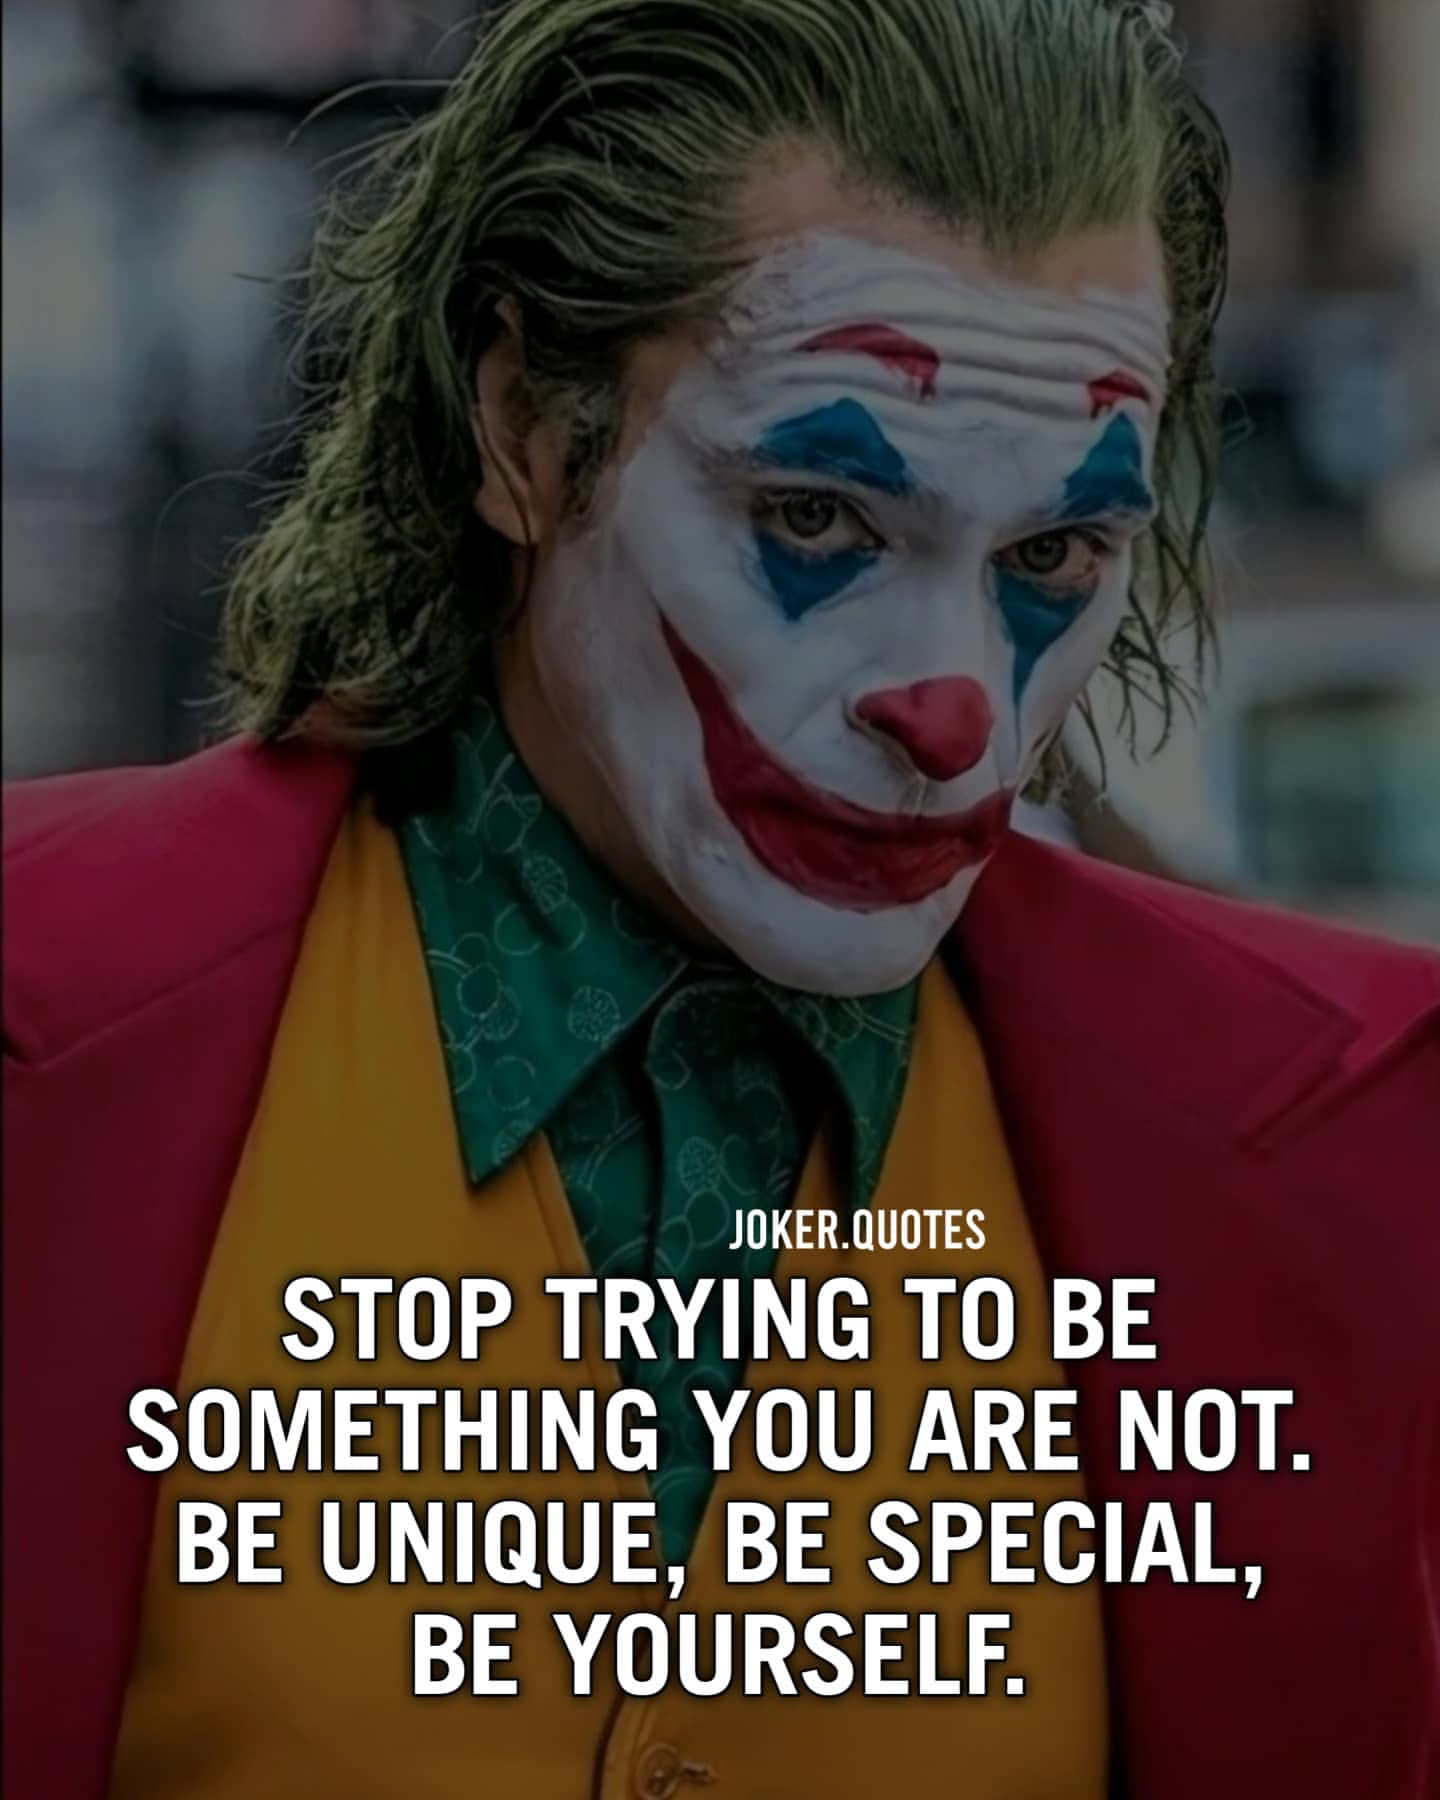 JOKER.QUOTES
STOP TRYING TO BE
SOMETHING YOU ARE NOT.
BE UNIQUE, BE SPECIAL,
BE YOURSELF.